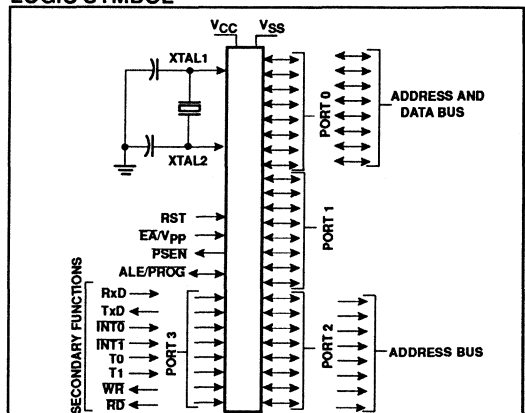 LOGIC SYMBOL
VCC VSS
XTAL1
XTAL2
PORT 0
ADDRESS AND
DATA BUS
PORT 1
RST
EA/VPP
PSEN
ALE/PROG
SECONDARY FUNCTIONS
RxD
TxD
INT0
INT1
T0
T1
WR
RD
PORT 3
PORT 2
ADDRESS BUS